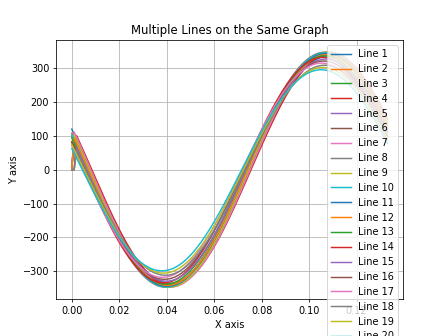 Multiple Lines on the Same Graph
Y axis
300
200
100
0
−100
−200
−300
0.00
0.02
0.04
0.06
0.08
0.10
X axis
Line 1
Line 2
Line 3
Line 4
Line 5
Line 6
Line 7
Line 8
Line 9
Line 10
Line 11
Line 12
Line 13
Line 14
Line 15
Line 16
Line 17
Line 18
Line 19
Line 20